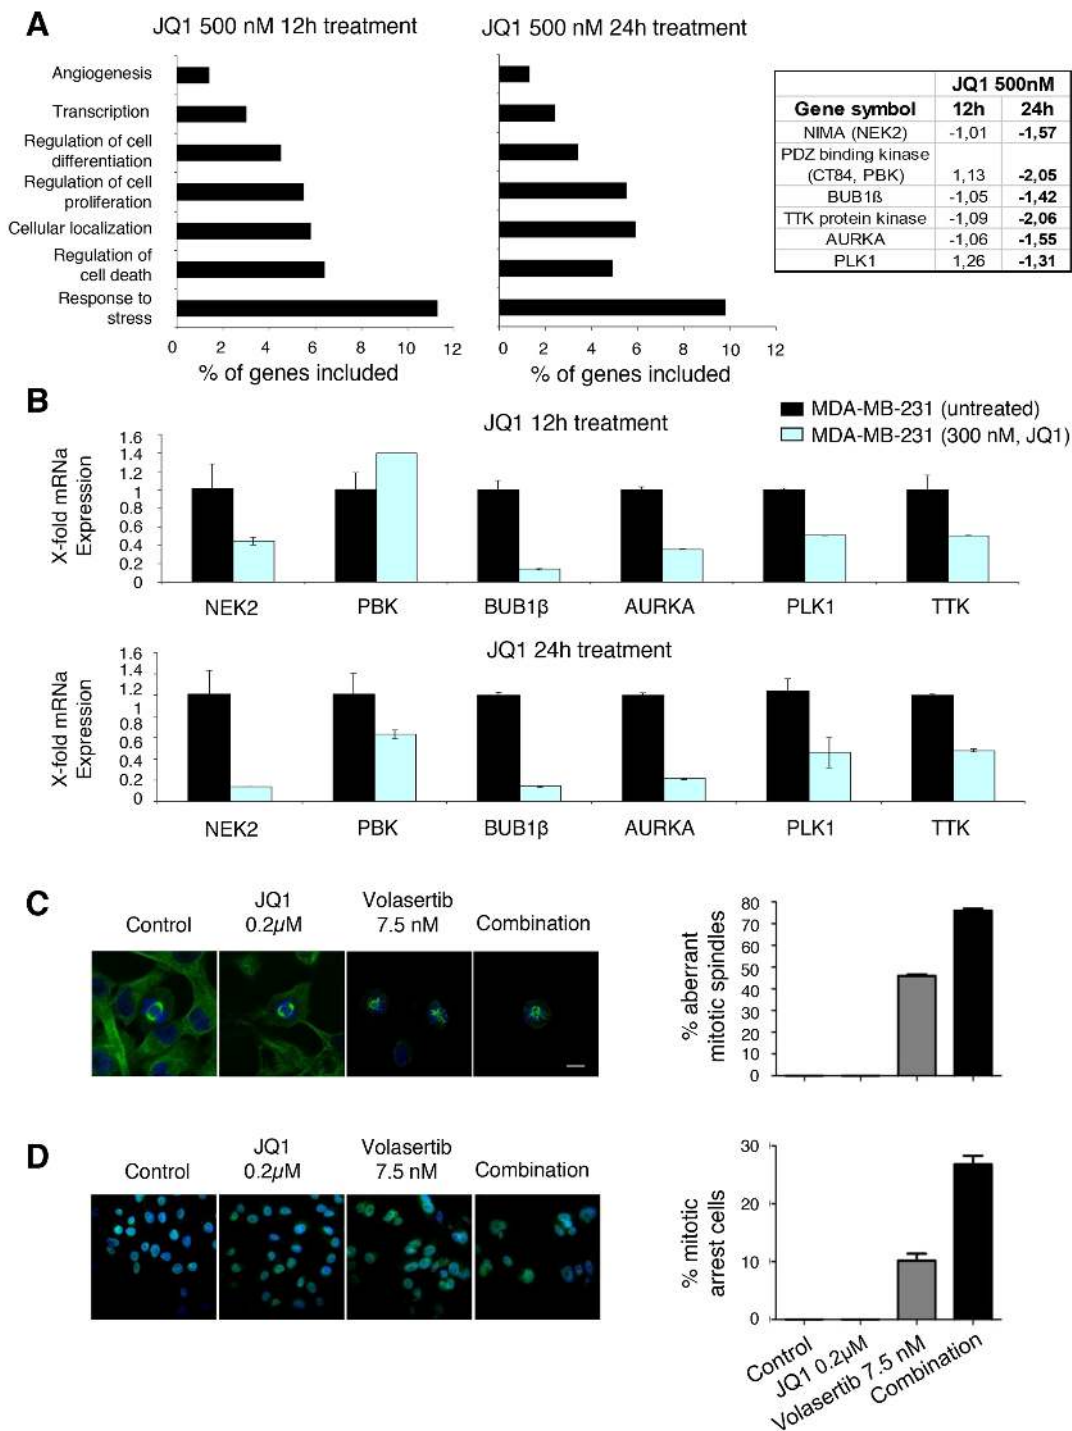 A
JQ1 500 nM 12h treatment
JQ1 500 nM 24h treatment
Angiogenesis
Transcription
Regulation of cell
differentiation
Regulation of cell
proliferation
Cellular localization
Regulation of
cell death
Response to
stress
0 2 4 6 8 10 12
% of genes included
0 2 4 6 8 10 12
% of genes included
JQ1 500nM
Gene symbol 12h 24h
NIMA (NEK2) -1,01 -1,57
PDZ binding kinase
(CT84, PBK) 1,13 -2,05
BUB1ß -1,05 -1,42
TTK protein kinase -1,09 -2,06
AURKA -1,06 -1,55
PLK1 1,26 -1,31
B
MDA-MB-231 (untreated)
MDA-MB-231 (300 nM, JQ1)
JQ1 12h treatment
X-fold mRNa
Expression
1.6
1.4
1.2
1
0.8
0.6
0.4
0.2
0
NEK2 PBK BUB1β AURKA PLK1 TTK
JQ1 24h treatment
X-fold mRNa
Expression
1.6
1.4
1.2
1
0.8
0.6
0.4
0.2
0
NEK2 PBK BUB1β AURKA PLK1 TTK
C
Control
JQ1
0.2µM
Volasertib
7.5 nM
Combination
% aberrant
mitotic spindles
80
70
60
50
40
30
20
10
0
D
Control
JQ1
0.2µM
Volasertib
7.5 nM
Combination
% mitotic
arrest cells
30
20
10
0
Control
JQ1 0.2µM
Volasertib 7.5 nM
Combination